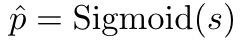 p̂ = Sigmoid(s)